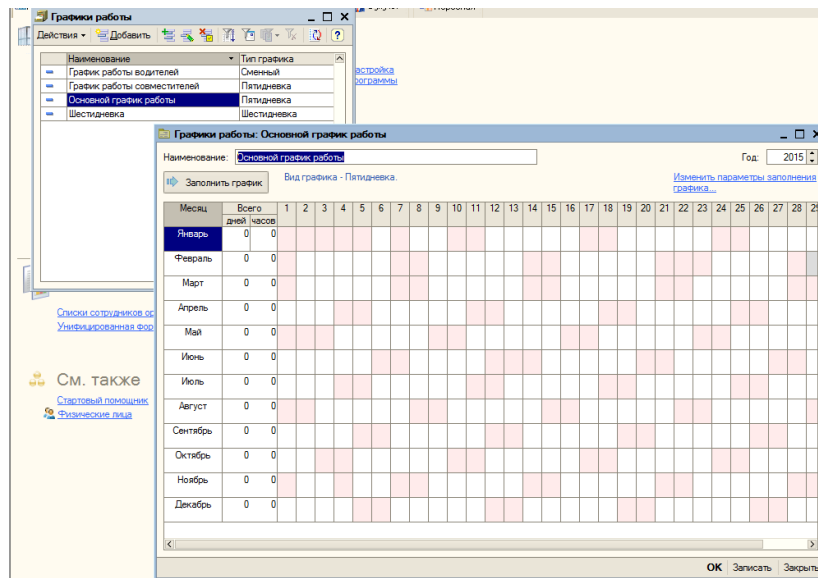 Графики работы
Действия Добавить
Наименование Тип графика
График работы водителей Сменный
График работы совместителей Пятидневка
Основной график работы Пятидневка
Шестидневка Шестидневка
Графики работы: Основной график работы
Наименование: Основной график работы Год: 2015
Заполнить график Вид графика - Пятидневка. Изменить параметры заполнения
графика...
Месяц Всего 1 2 3 4 5 6 7 8 9 10 11 12 13 14 15 16 17 18 19 20 21 22 23 24 25 26 27 28 29
дней часов
Январь 0 0
Февраль 0 0
Март 0 0
Апрель 0 0
Май 0 0
Июнь 0 0
Июль 0 0
Август 0 0
Сентябрь 0 0
Октябрь 0 0
Ноябрь 0 0
Декабрь 0 0
OK Записать Закрыть
Списки сотрудников ор
Унифицированная фор
См. также
Стартовый помощник
Физические лица